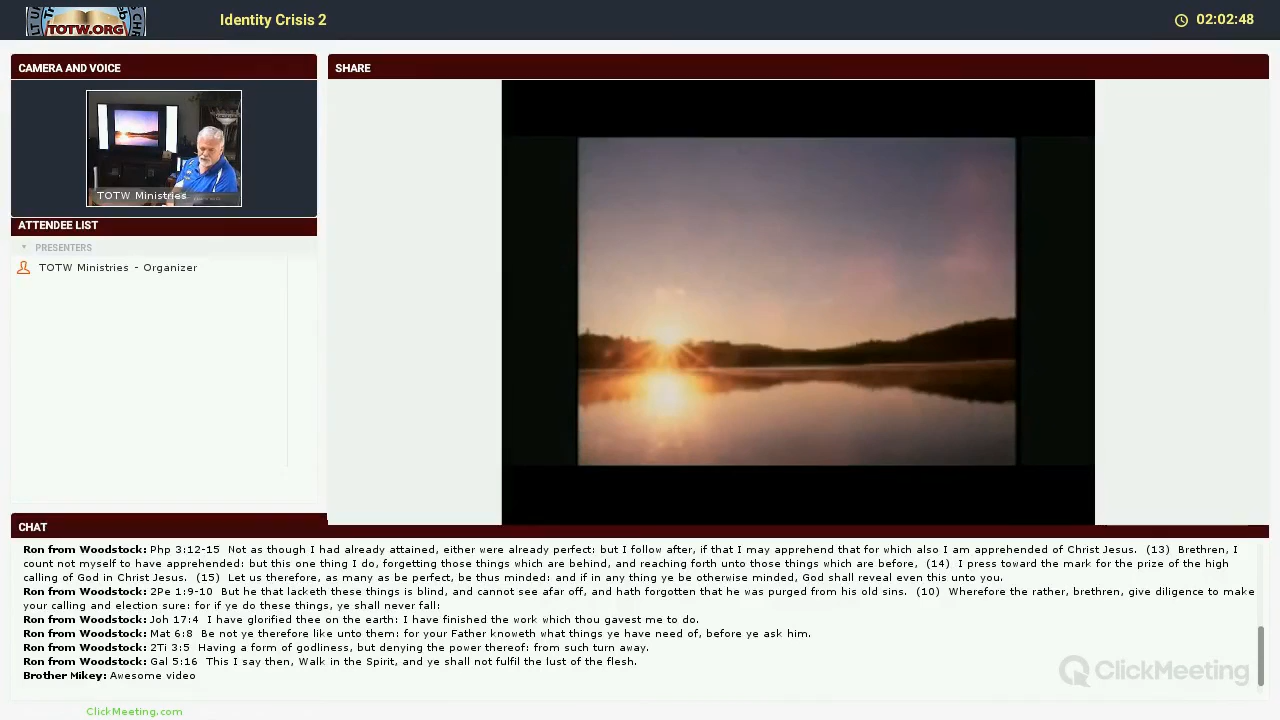 TOTW.ORG
Identity Crisis 2
02:02:48
CAMERA AND VOICE
SHARE
TOTW Ministries
ATTENDEE LIST
PRESENTERS
TOTW Ministries - Organizer
CHAT
Ron from Woodstock: Php 3:12-15 Not as though I had already attained, either were already perfect: but I follow after, if that I may apprehend that for which also I am apprehended of Christ Jesus. (13) Brethren, I
count not myself to have apprehended: but this one thing I do, forgetting those things which are behind, and reaching forth unto those things which are before, (14) I press toward the mark for the prize of the high
calling of God in Christ Jesus. (15) Let us therefore, as many as be perfect, be thus minded: and if in any thing ye be otherwise minded, God shall reveal even this unto you.
Ron from Woodstock: 2Pe 1:9-10 But he that lacketh these things is blind, and cannot see afar off, and hath forgotten that he was purged from his old sins. (10) Wherefore the rather, brethren, give diligence to make
your calling and election sure: for if ye do these things, ye shall never fall:
Ron from Woodstock: Joh 17:4 I have glorified thee on the earth: I have finished the work which thou gavest me to do.
Ron from Woodstock: Mat 6:8 Be not ye therefore like unto them: for your Father knoweth what things ye have need of, before ye ask him.
Ron from Woodstock: 2Ti 3:5 Having a form of godliness, but denying the power thereof: from such turn away.
Ron from Woodstock: Gal 5:16 This I say then, Walk in the Spirit, and ye shall not fulfil the lust of the flesh.
Brother Mikey: Awesome video
ClickMeeting
ClickMeeting.com